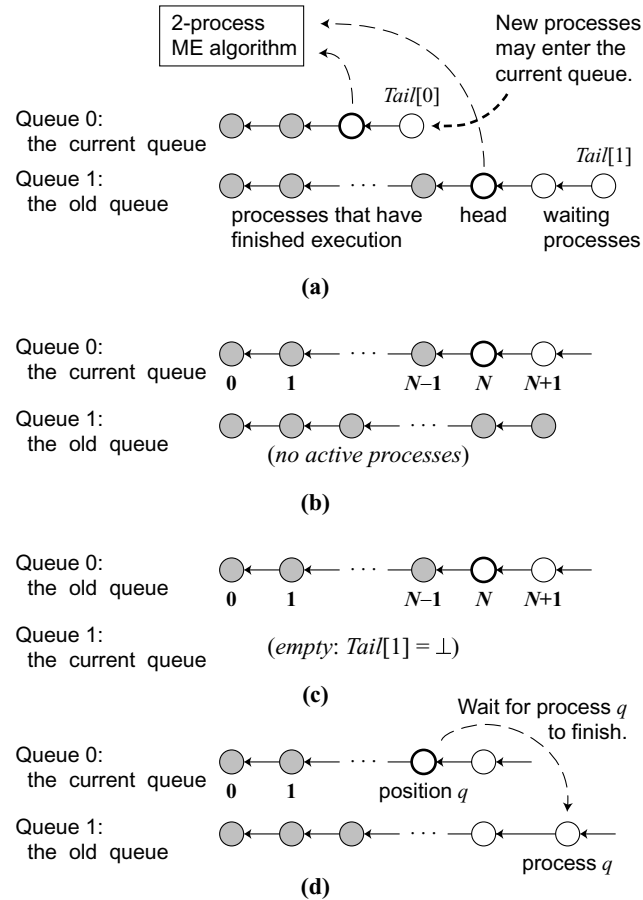 2-process
ME algorithm
New processes
may enter the
current queue.
Queue 0:
the current queue
Tail[0]
Queue 1:
the old queue
Tail[1]
· · ·
processes that have
finished execution
head
waiting
processes
(a)
Queue 0:
the current queue
· · ·
0 1 N–1 N N+1
Queue 1:
the old queue
· · ·
(no active processes)
(b)
Queue 0:
the old queue
· · ·
0 1 N–1 N N+1
Queue 1:
the current queue
(empty: Tail[1] = ⊥)
(c)
Wait for process q
to finish.
Queue 0:
the current queue
· · ·
0 1 position q
Queue 1:
the old queue
· · ·
process q
(d)